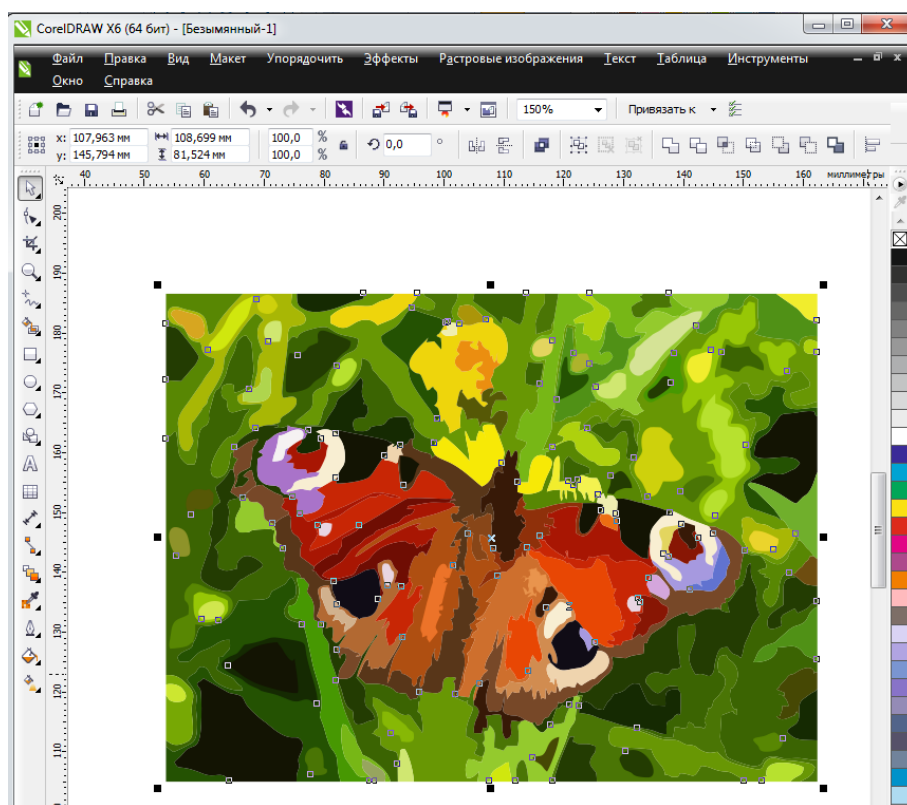 CorelDRAW X6 (64 бит) - [Безымянный-1]
Файл Правка Вид Макет Упорядочить Эффекты Растровые изображения Текст Таблица Инструменты
Окно Справка
150% Привязать к
x: 107,963 мм 108,699 мм 100,0 % 0,0 °
y: 145,794 мм 81,524 мм 100,0 %
40 50 60 70 80 90 100 110 120 130 140 150 160 миллиметры
200
190
180
170
160
150
140
130
120
110